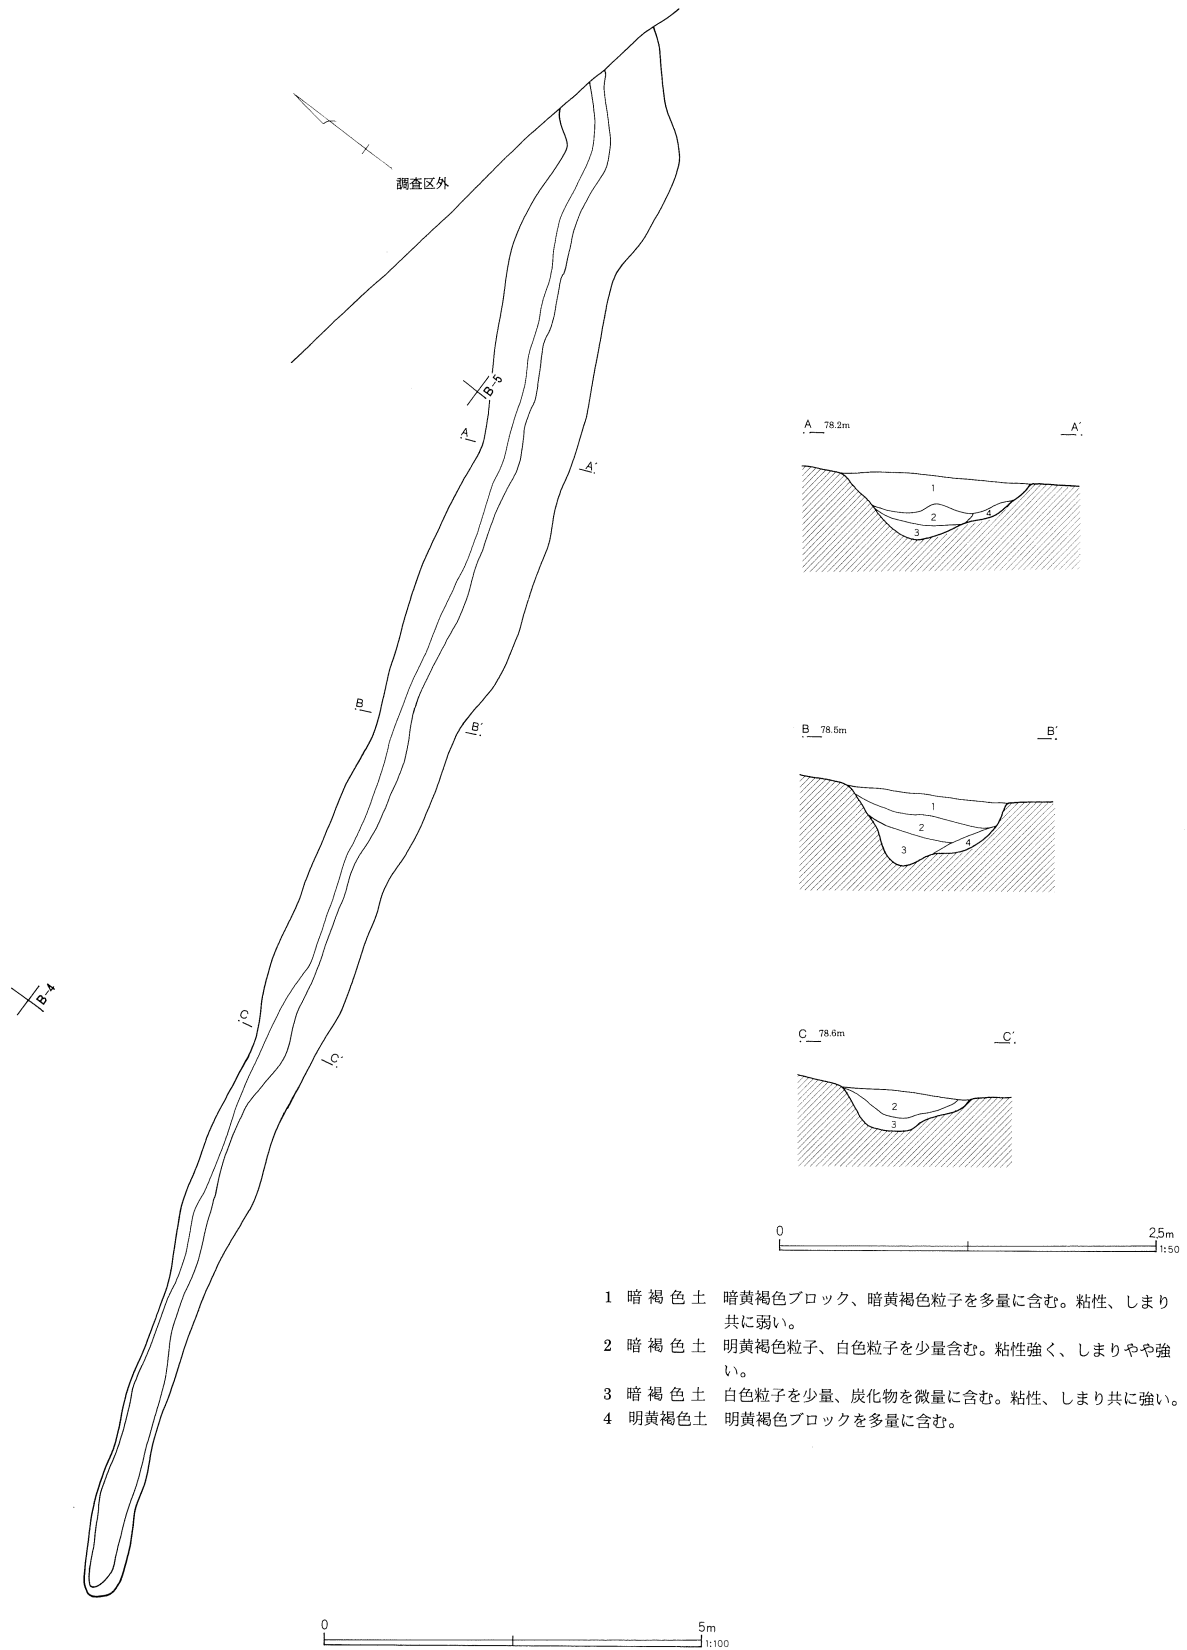 調査区外
B-5
A
A′
B
B′
B-4
C
C′
A 78.2m A′
1
2
3
4
B 78.5m B′
1
2
3
4
C 78.6m C′
2
3
0 2.5m
1:50
1 暗褐色土 暗黄褐色ブロック、暗黄褐色粒子を多量に含む。粘性、しまり
共に弱い。
2 暗褐色土 明黄褐色粒子、白色粒子を少量含む。粘性強く、しまりやや強
い。
3 暗褐色土 白色粒子を少量、炭化物を微量に含む。粘性、しまり共に強い。
4 明黄褐色土 明黄褐色ブロックを多量に含む。
0 5m
1:100